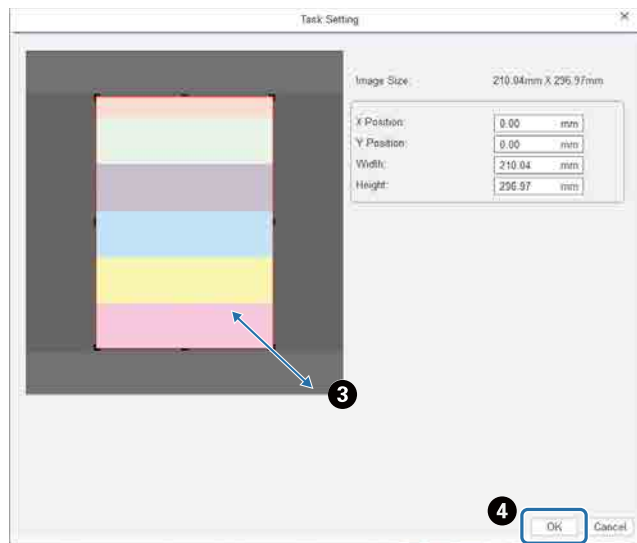 Task Setting
Image Size: 210.04mm X 296.97mm
X Position: 0.00 mm
Y Position: 0.00 mm
Width: 210.04 mm
Height: 296.97 mm
3
4
OK Cancel